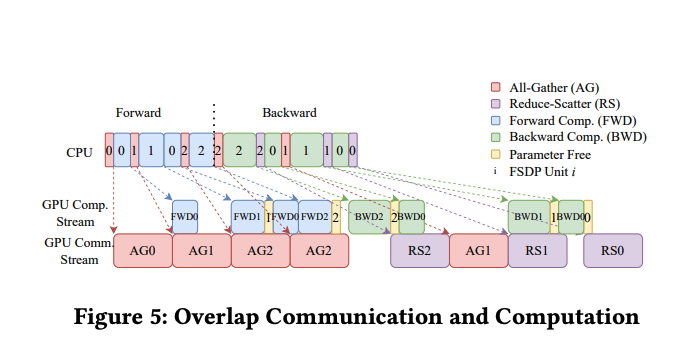 All-Gather (AG)
Reduce-Scatter (RS)
Forward Comp. (FWD)
Backward Comp. (BWD)
Parameter Free
i FSDP Unit i
Forward Backward
CPU 0 0 1 1 0 2 2 2 2 2 0 1 1 1 0 0
GPU Comp.
Stream
FWD0 FWD1 1 FWD0 FWD2 2 BWD2 2 BWD0 BWD1 1 BWD0 0
GPU Comm.
Stream
AG0 AG1 AG2 AG2 RS2 AG1 RS1 RS0
Figure 5: Overlap Communication and Computation